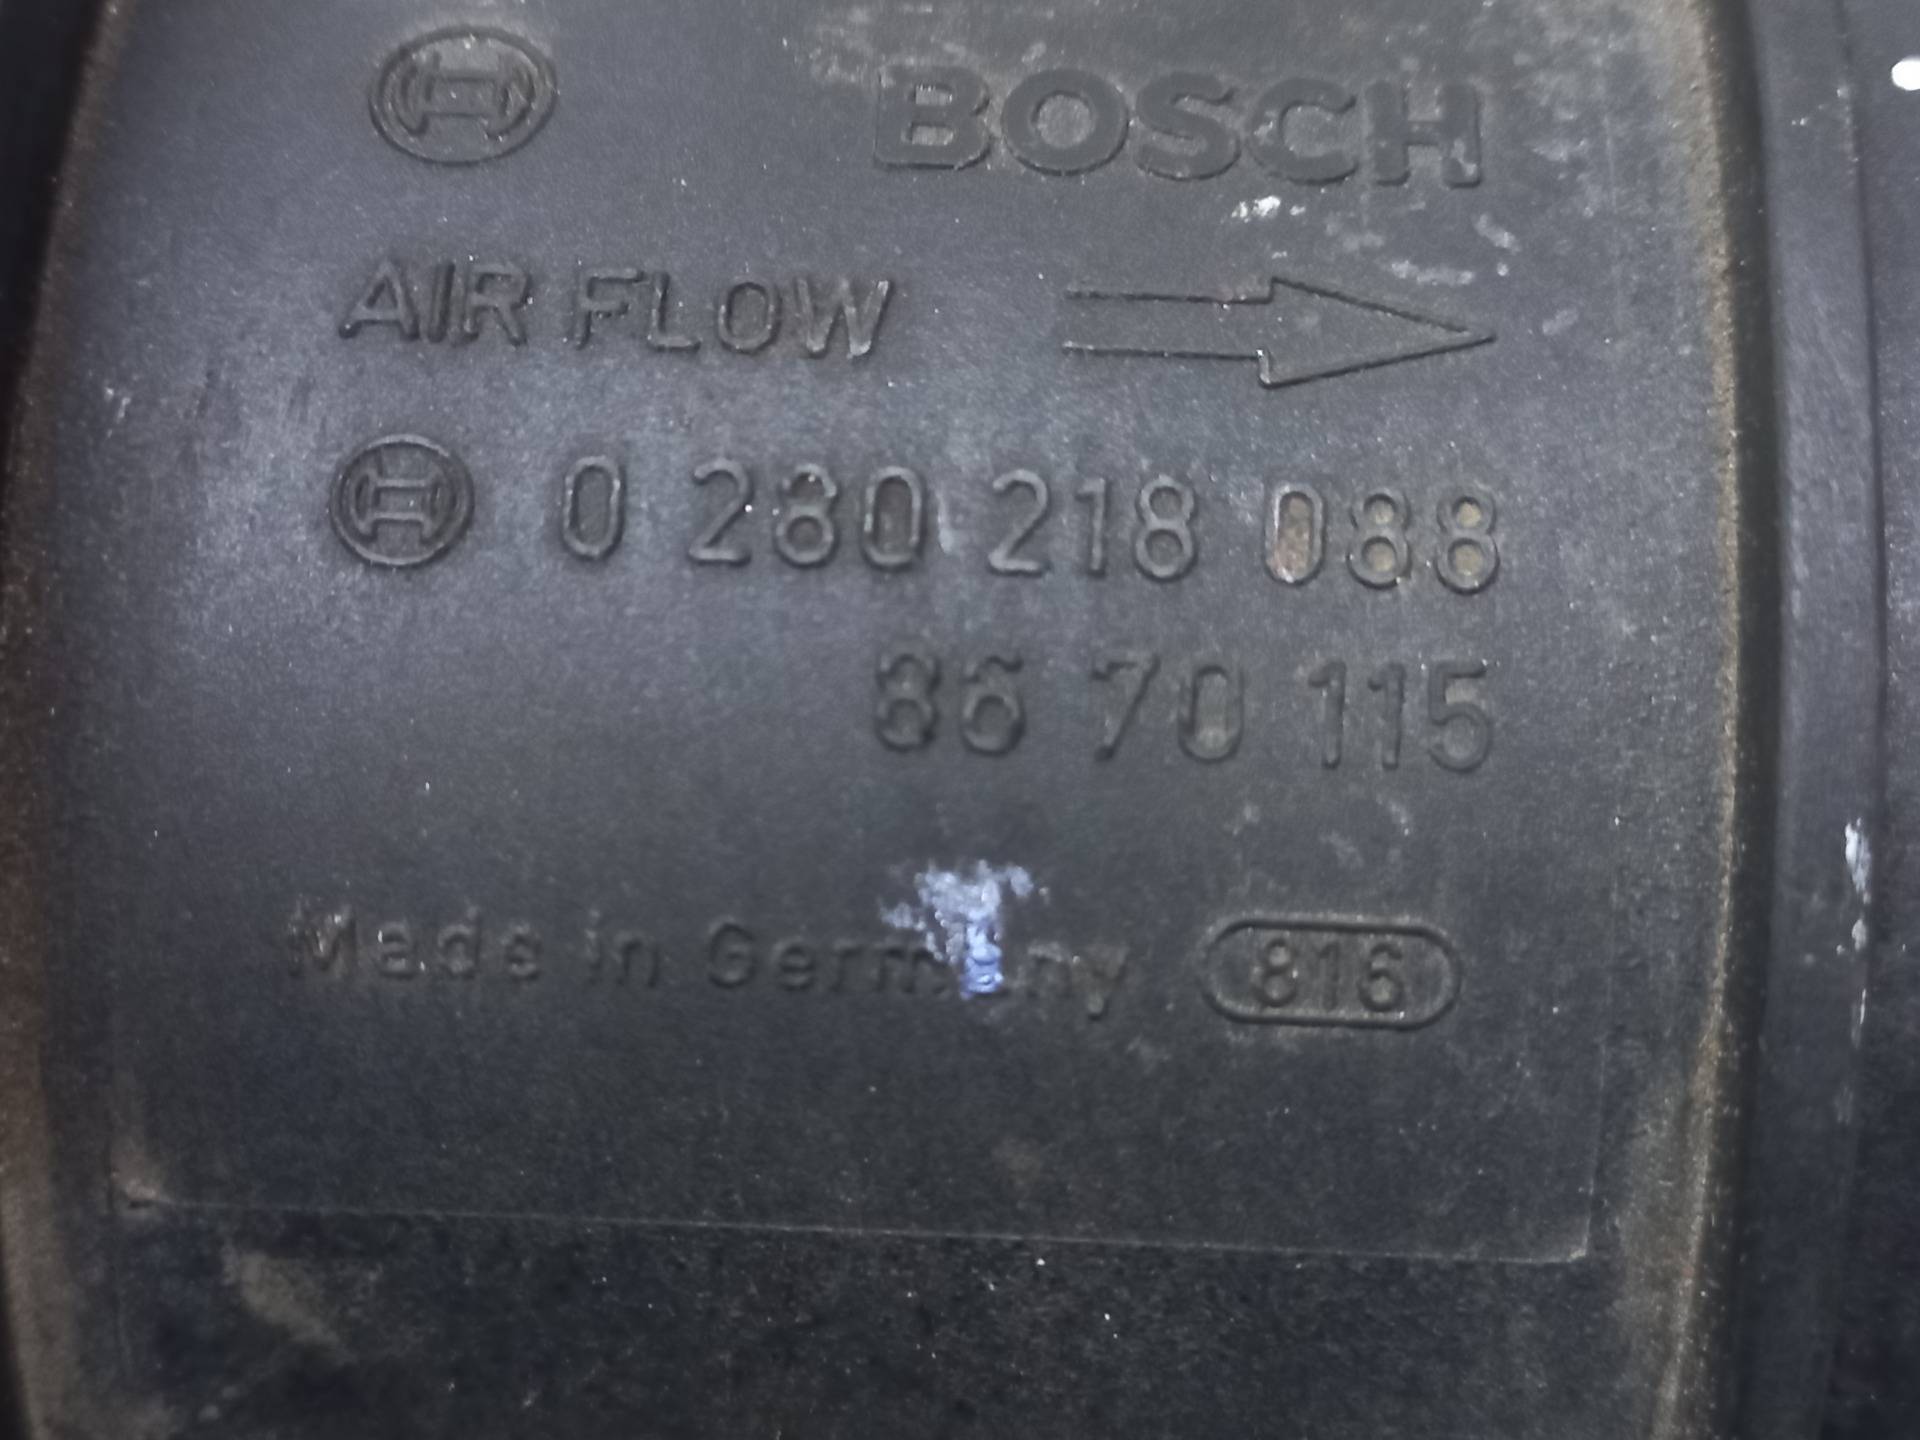 BOSCH
AIR FLOW
0 280 218 088
86 70 115
Made in Germany 816